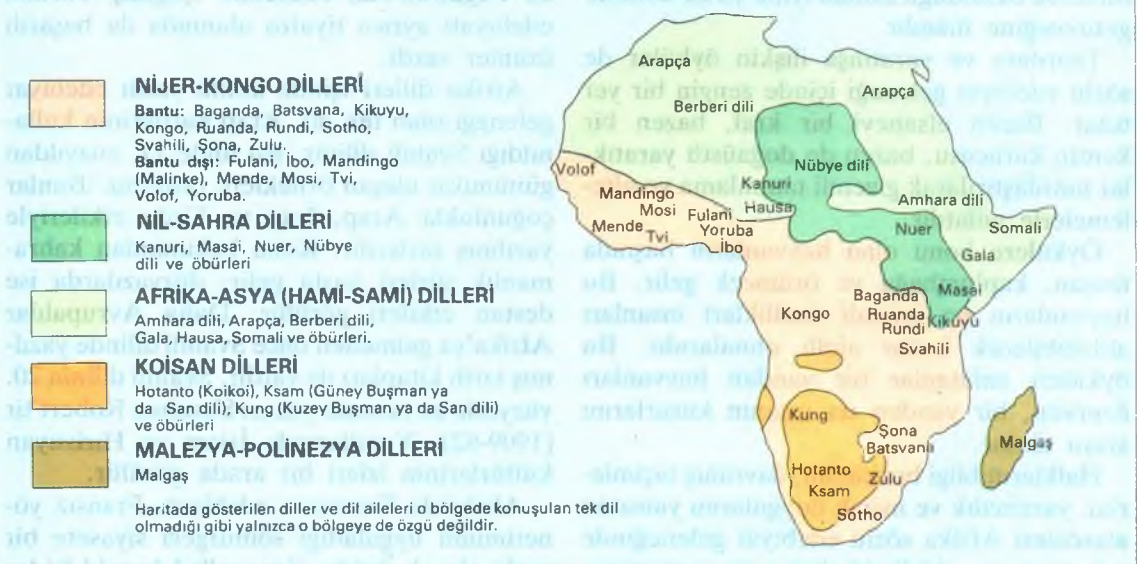 NİJER-KONGO DİLLERİ
Bantu: Baganda, Batsvana, Kikuyu,
Kongo, Ruanda, Rundi, Sotho,
Svahili, Şona, Zulu.
Bantu dışı: Fulani, İbo, Mandingo
(Malinke), Mende, Mosi, Tvi,
Volof, Yoruba.
NİL-SAHRA DİLLERİ
Kanuri, Masai, Nuer, Nübye
dili ve öbürleri
AFRİKA-ASYA (HAMİ-SAMİ) DİLLERİ
Amhara dili, Arapça, Berberi dili,
Gala, Hausa, Somali ve öbürleri.
KOİSAN DİLLERİ
Hotanto (Koikoi), Ksam (Güney Buşman ya
da San dili), Kung (Kuzey Buşman ya da San dili)
ve öbürleri
MALEZYA-POLİNEZYA DİLLERİ
Malgaş
Haritada gösterilen diller ve dil aileleri o bölgede konuşulan tek dil
olmadığı gibi yalnızca o bölgeye de özgü değildir.
Arapça
Arapça
Berberi dili
Nübye dili
Volof
Kanuri
Mandingo
Hausa
Amhara dili
Mosi
Fulani
Mende
Tvi
Yoruba
Nuer
Somali
İbo
Gala
Masai
Kongo
Baganda
Ruanda
Kikuyu
Rundi
Svahili
Kung
Şona
Batsvana
Malgaş
Hotanto
Zulu
Ksam
Sotho